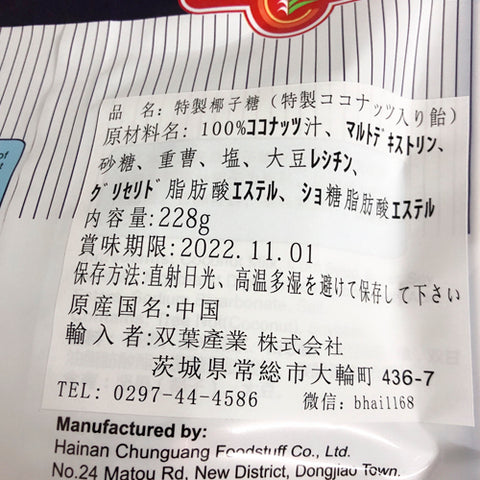 品 名: 特製椰子糖（特製ココナッツ入り飴）
原材料名: 100%ココナッツ汁、マルトデキストリン、
砂糖、重曹、塩、大豆レシチン、
グリセリド脂肪酸エステル、ショ糖脂肪酸エステル
内容量:228g
賞味期限:2022.11.01
保存方法:直射日光、高温多湿を避けて保存して下さい
原産国名:中国
輸入者:双葉産業 株式会社
茨城県常総市大輪町 436-7
TEL: 0297-44-4586 微信: bhai1168
Manufactured by:
Hainan Chunguang Foodstuff Co., Ltd.
No.24 Matou Rd, New District, Dongjiao Town.